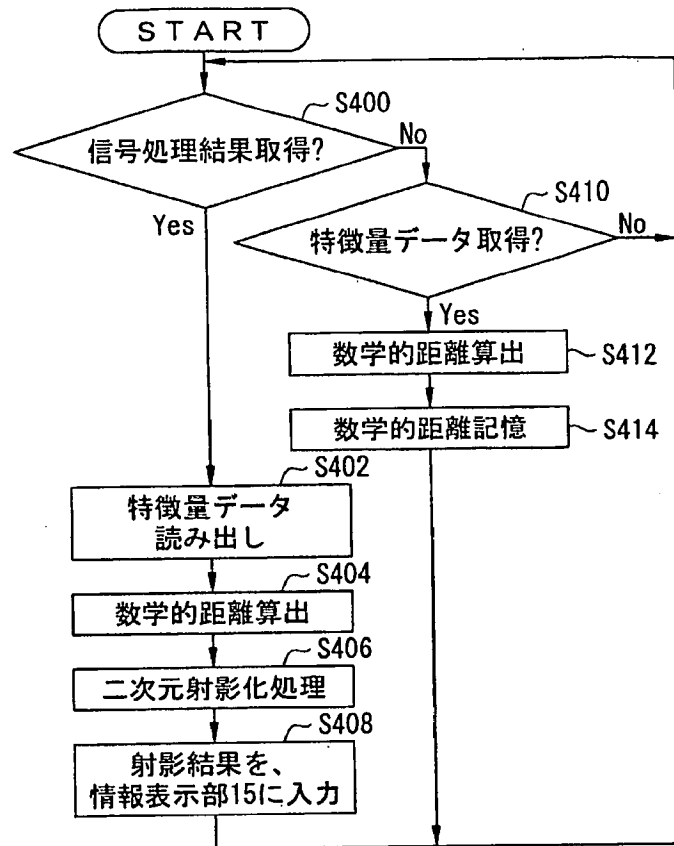 START
S400
信号処理結果取得?
No
Yes
S410
特徴量データ取得?
No
Yes
数学的距離算出
S412
数学的距離記憶
S414
S402
特徴量データ
読み出し
S404
数学的距離算出
S406
二次元射影化処理
S408
射影結果を、
情報表示部15に入力